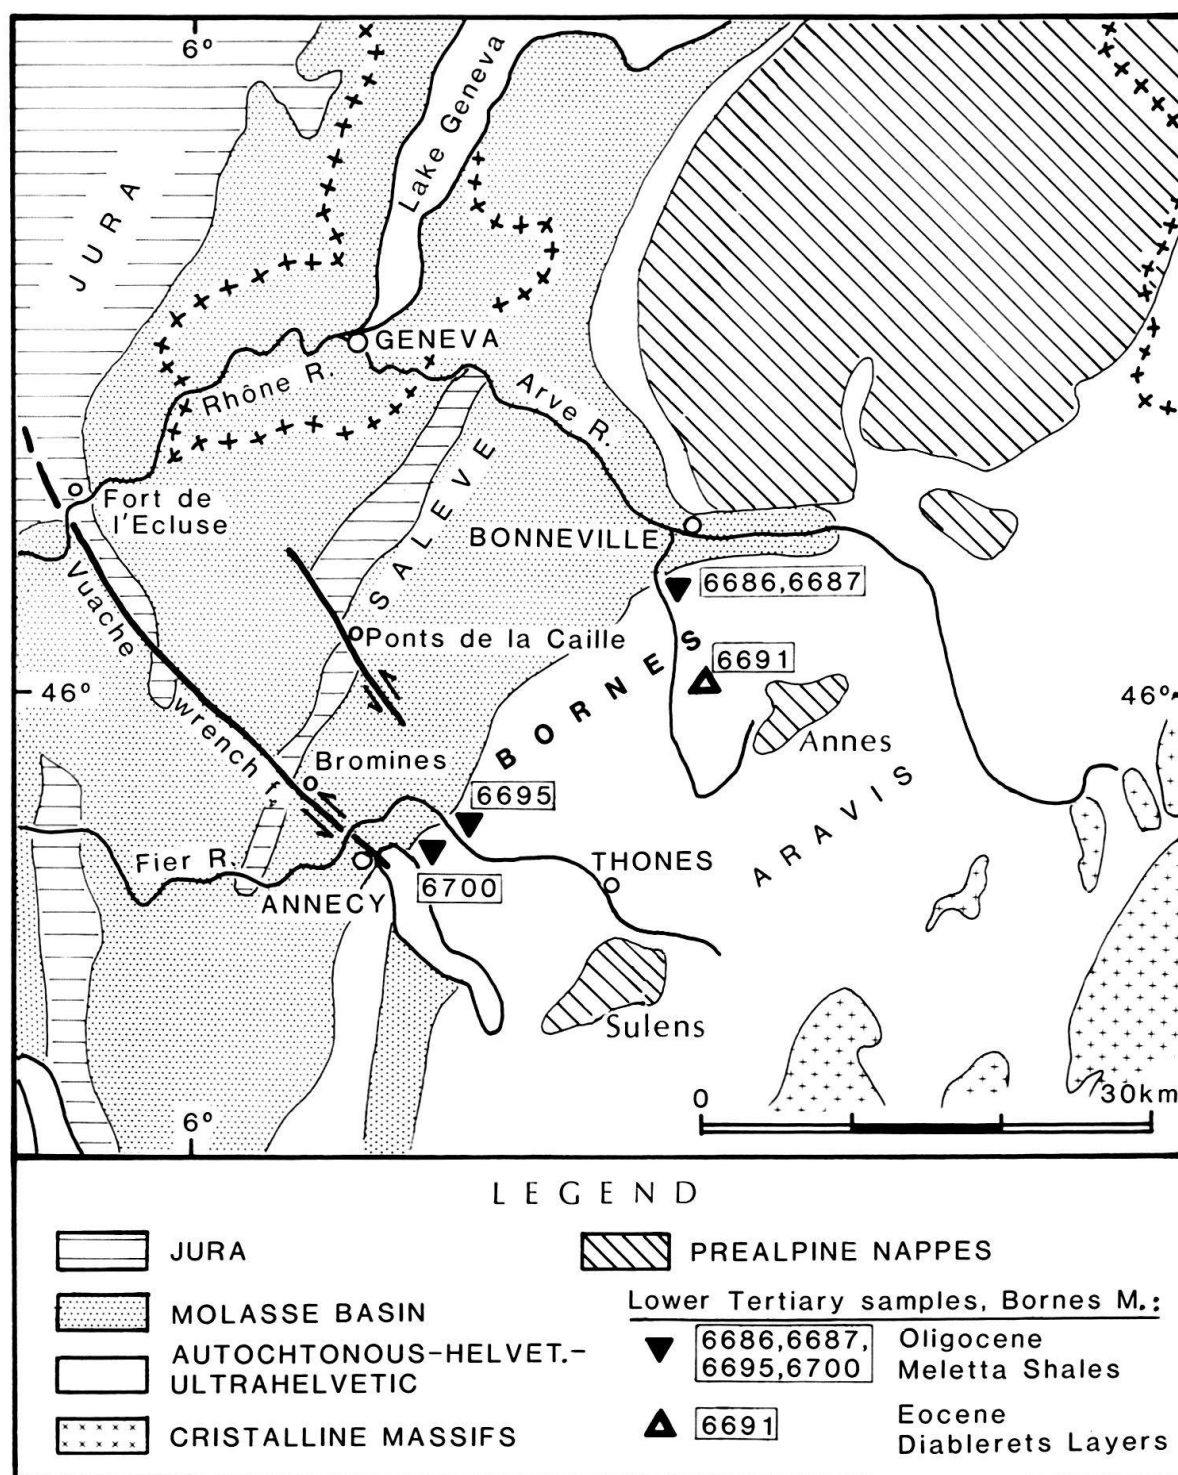 6°
Lake Geneva
JURA
GENEVA
Rhône R.
Arve R.
SALEVE
Fort de
l'Ecluse
BONNEVILLE
6686,6687
Vuache
wrench f.
Ponts de la Caille
BORNES
6691
46°
46°
Annes
Bromines
6695
ARAVIS
Fier R.
THONES
ANNECY
6700
Sulens
0
30km
6°
LEGEND
JURA
PREALPINE NAPPES
MOLASSE BASIN
Lower Tertiary samples, Bornes M.:
AUTOCHTONOUS-HELVET.-
ULTRAHELVETIC
6686,6687,
6695,6700
Oligocene
Meletta Shales
CRISTALLINE MASSIFS
6691
Eocene
Diablerets Layers